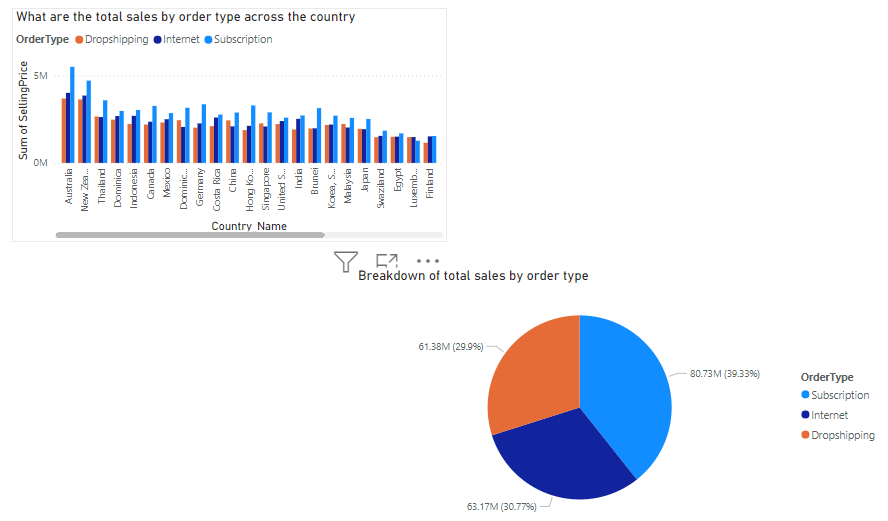 What are the total sales by order type across the country
OrderType Dropshipping Internet Subscription
Sum of SellingPrice
5M
0M
Australia
New Zea...
Thailand
Dominica
Indonesia
Canada
Mexico
Dominic...
Germany
Costa Rica
China
Hong Ko...
Singapore
United S...
India
Brunei
Korea, S...
Malaysia
Japan
Swaziland
Egypt
Luxemb...
Finland
Country_Name
Breakdown of total sales by order type
61.38M (29.9%)
80.73M (39.33%)
63.17M (30.77%)
OrderType
Subscription
Internet
Dropshipping